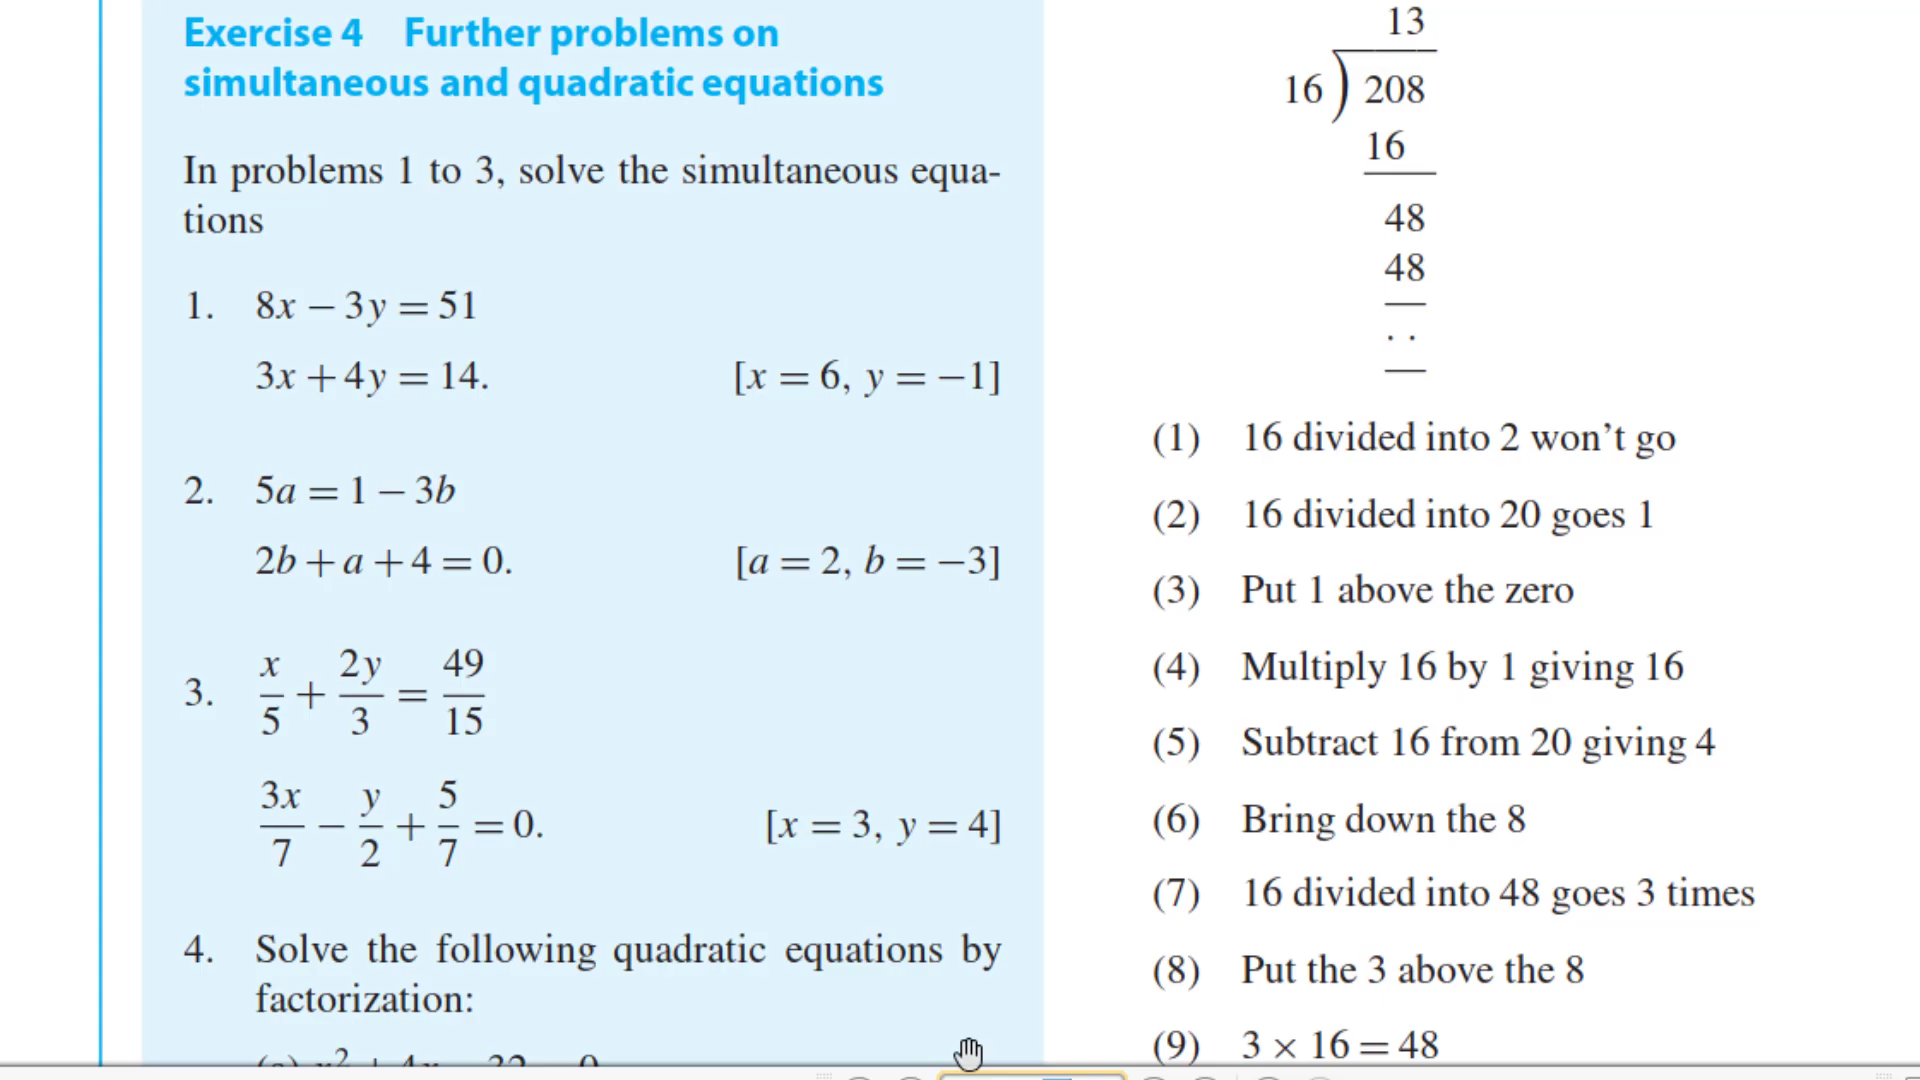 Exercise 4 Further problems on
simultaneous and quadratic equations
In problems 1 to 3, solve the simultaneous equa-
tions
1. 8x − 3y = 51
3x + 4y = 14. [x = 6, y = −1]
2. 5a = 1 − 3b
2b + a + 4 = 0. [a = 2, b = −3]
3. x/5 + 2y/3 = 49/15
3x/7 − y/2 + 5/7 = 0. [x = 3, y = 4]
4. Solve the following quadratic equations by
factorization:
13
16 ) 208
16
48
48
· ·
(1) 16 divided into 2 won’t go
(2) 16 divided into 20 goes 1
(3) Put 1 above the zero
(4) Multiply 16 by 1 giving 16
(5) Subtract 16 from 20 giving 4
(6) Bring down the 8
(7) 16 divided into 48 goes 3 times
(8) Put the 3 above the 8
(9) 3 × 16 = 48